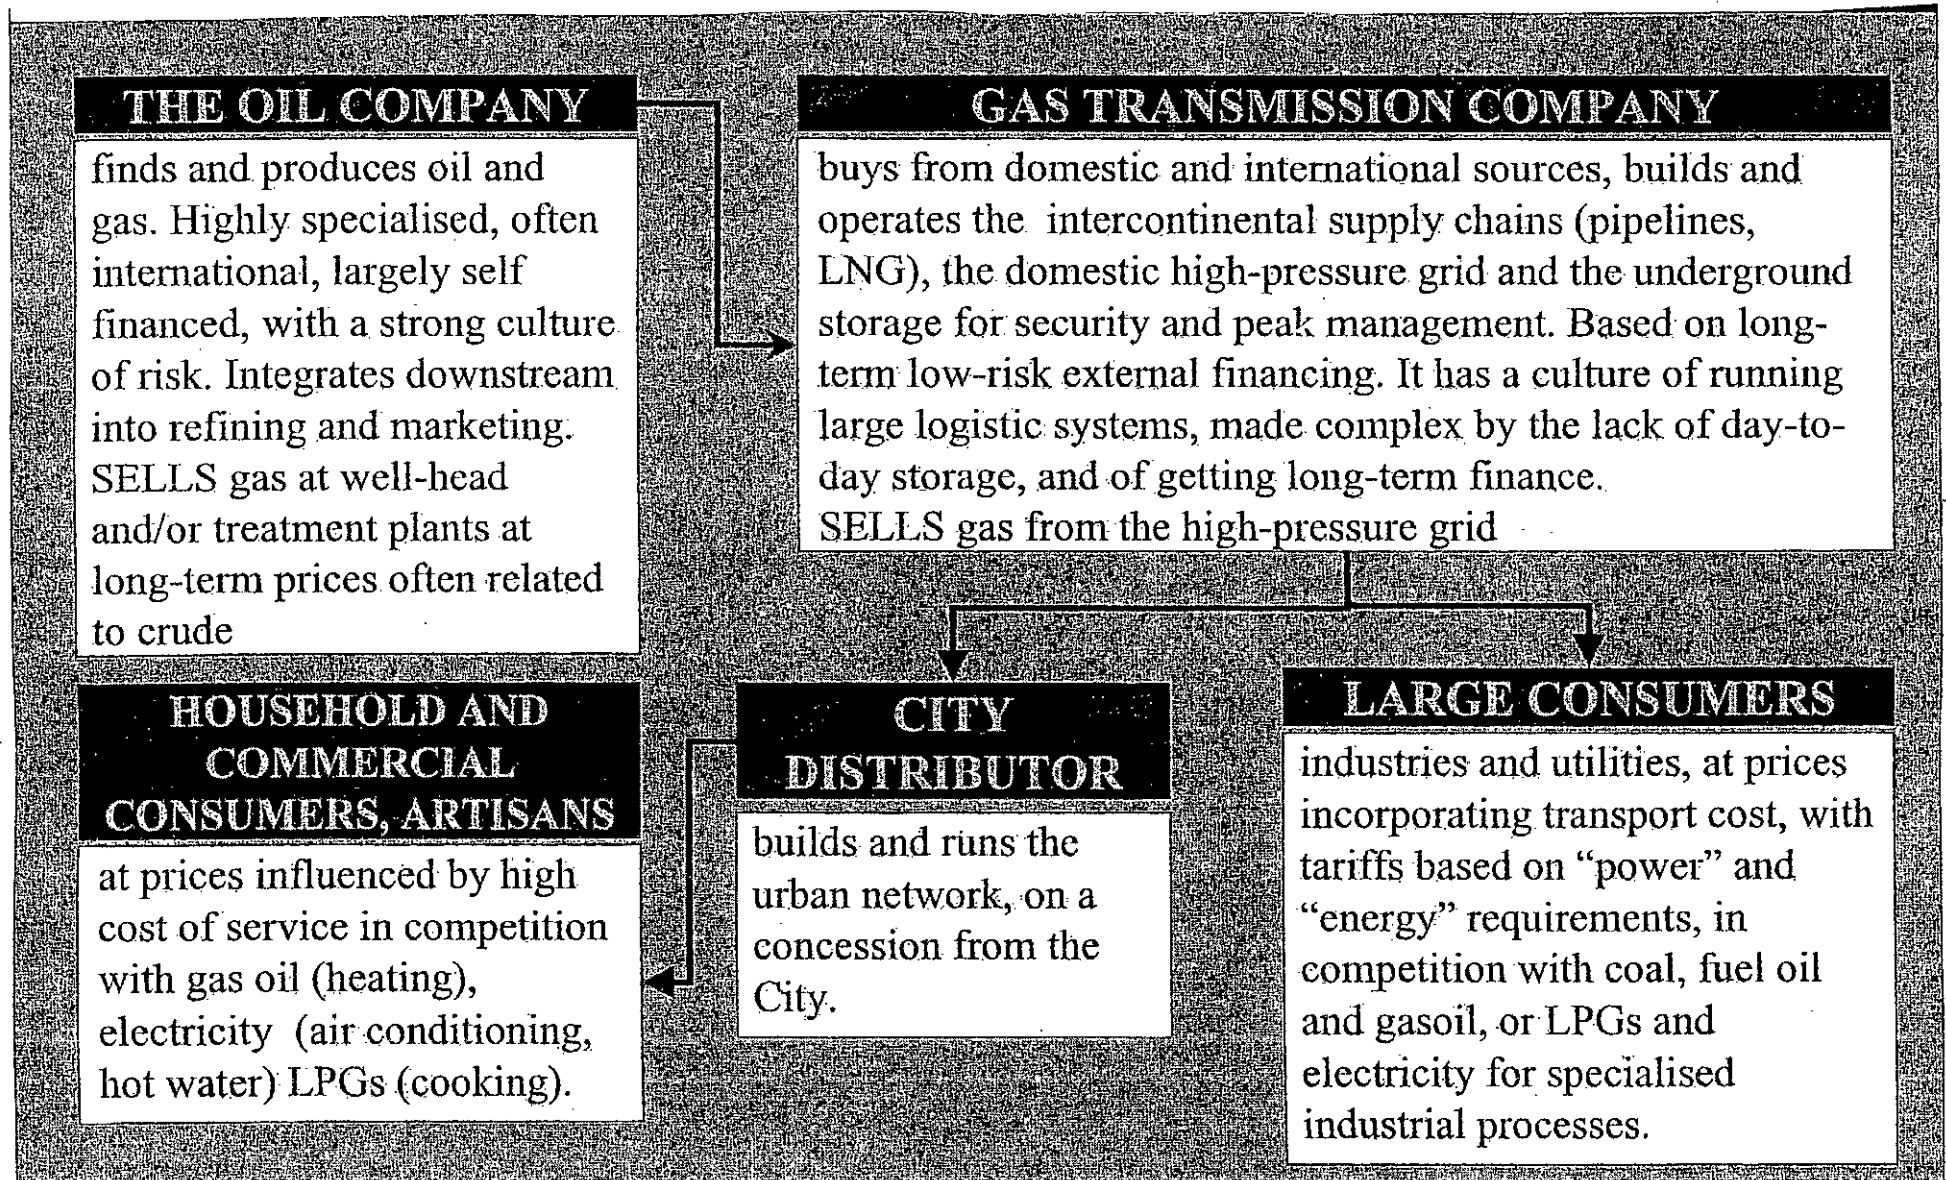 THE OIL COMPANY
finds and produces oil and
gas. Highly specialised, often
international, largely self
financed, with a strong culture
of risk. Integrates downstream
into refining and marketing.
SELLS gas at well-head
and/or treatment plants at
long-term prices often related
to crude
GAS TRANSMISSION COMPANY
buys from domestic and international sources, builds and
operates the intercontinental supply chains (pipelines,
LNG), the domestic high-pressure grid and the underground
storage for security and peak management. Based on long-
term low-risk external financing. It has a culture of running
large logistic systems, made complex by the lack of day-to-
day storage, and of getting long-term finance.
SELLS gas from the high-pressure grid
HOUSEHOLD AND
COMMERCIAL
CONSUMERS, ARTISANS
at prices influenced by high
cost of service in competition
with gas oil (heating),
electricity (air conditioning,
hot water) LPGs (cooking).
CITY
DISTRIBUTOR
builds and runs the
urban network, on a
concession from the
City.
LARGE CONSUMERS
industries and utilities, at prices
incorporating transport cost, with
tariffs based on “power” and
“energy” requirements, in
competition with coal, fuel oil
and gasoil, or LPGs and
electricity for specialised
industrial processes.